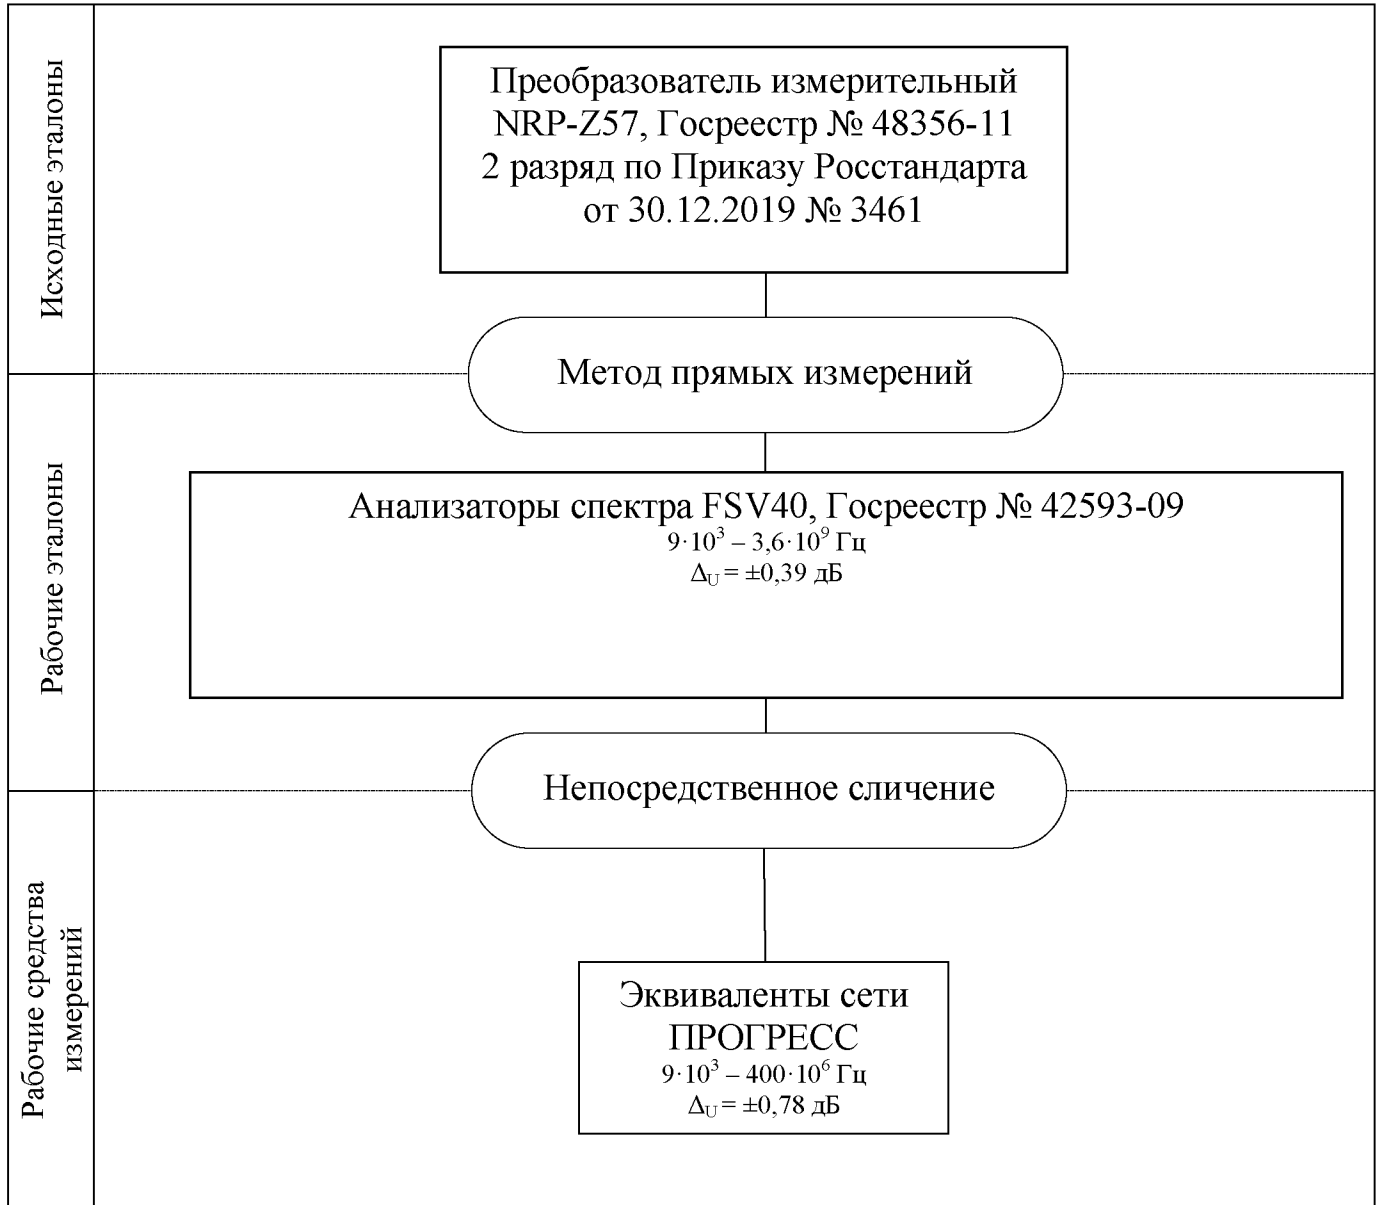 Исходные эталоны
Преобразователь измерительный
NRP-Z57, Госреестр № 48356-11
2 разряд по Приказу Росстандарта
от 30.12.2019 № 3461
Метод прямых измерений
Рабочие эталоны
Анализаторы спектра FSV40, Госреестр № 42593-09
9·10³ – 3,6·10⁹ Гц
Δ_U = ±0,39 дБ
Непосредственное сличение
Рабочие средства
измерений
Эквиваленты сети
ПРОГРЕСС
9·10³ – 400·10⁶ Гц
Δ_U = ±0,78 дБ